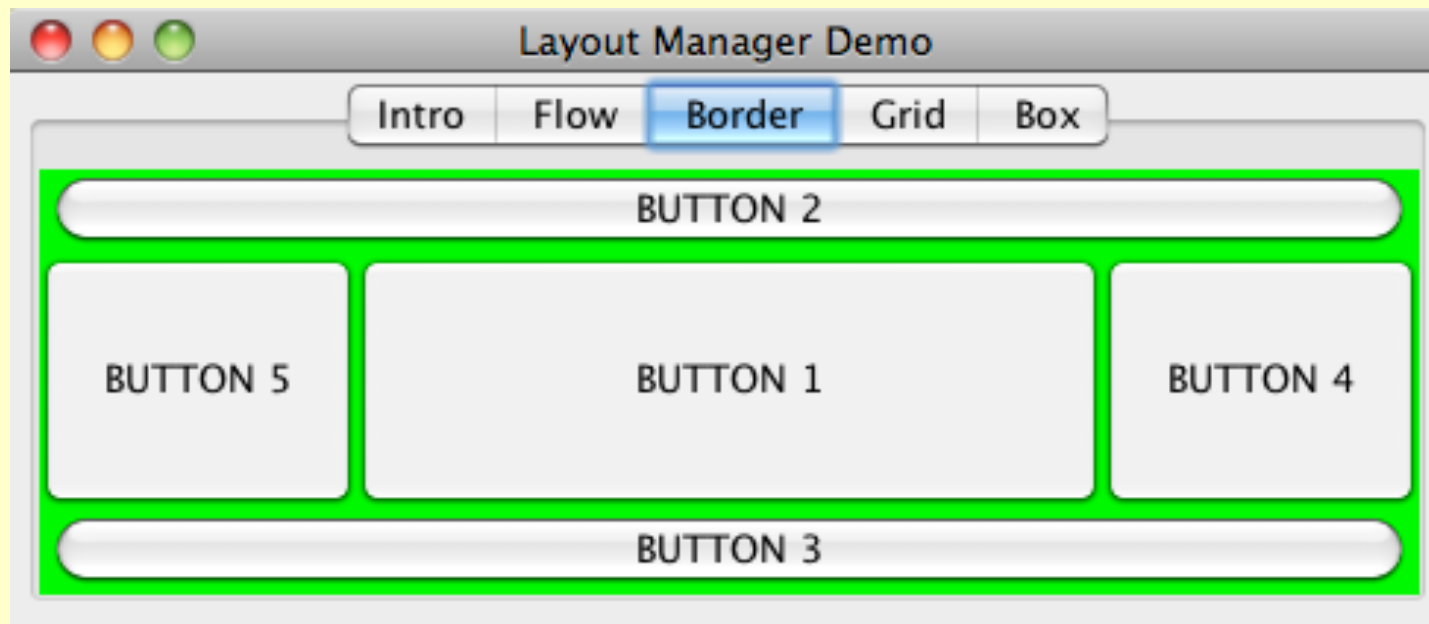 Layout Manager Demo
Intro Flow Border Grid Box
BUTTON 2
BUTTON 5 BUTTON 1 BUTTON 4
BUTTON 3